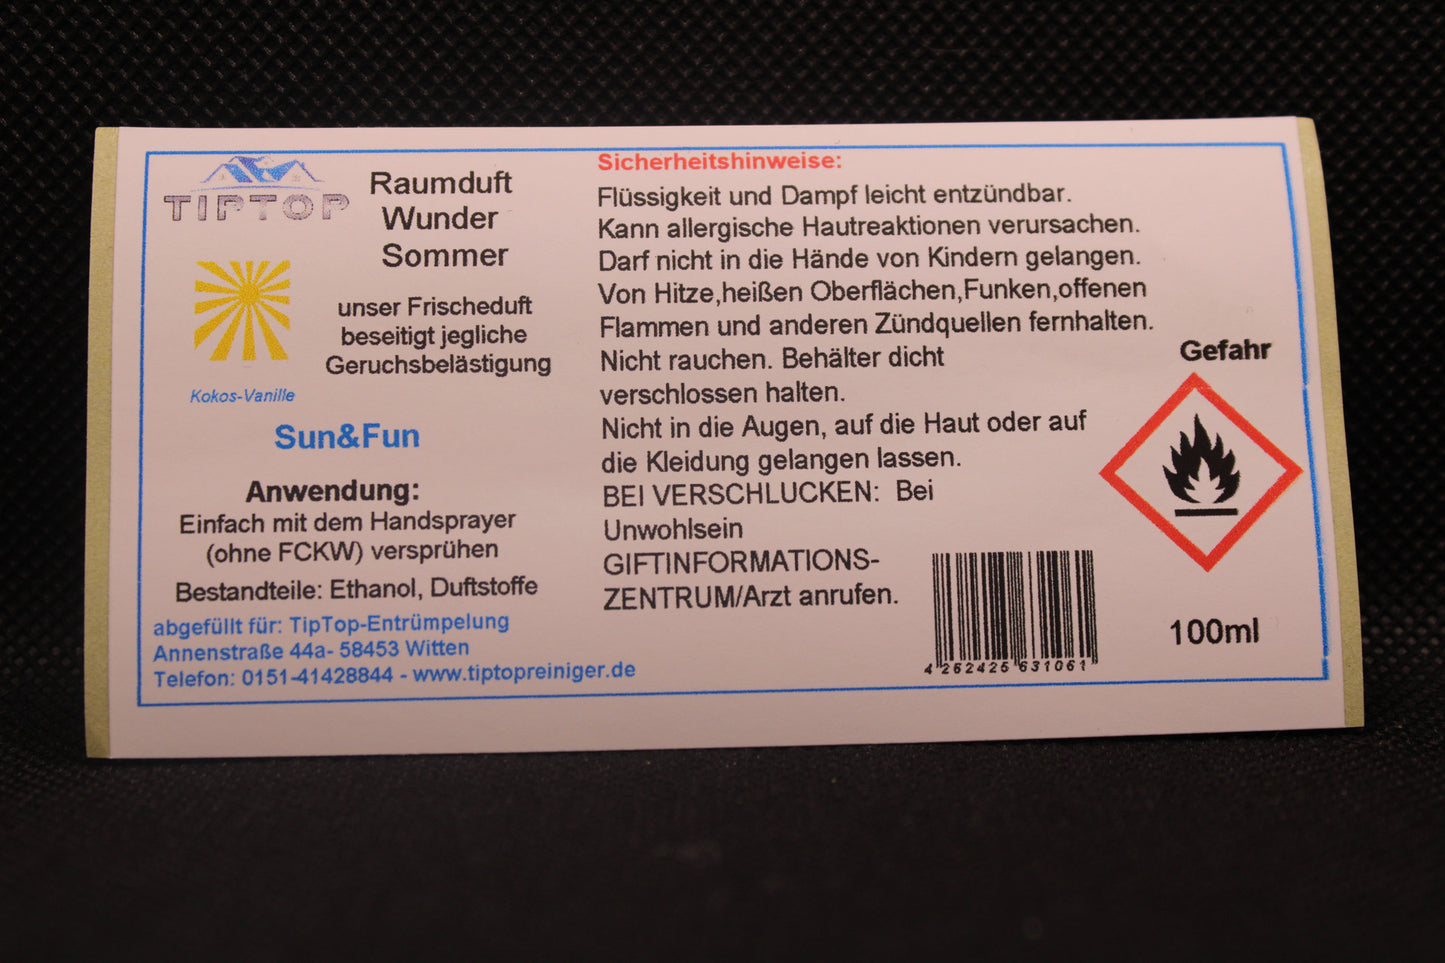 TIPTOP
Raumduft
Wunder
Sommer
unser Frischeduft
beseitigt jegliche
Geruchsbelästigung
Kokos-Vanille
Sun&Fun
Anwendung:
Einfach mit dem Handsprayer
(ohne FCKW) versprühen
Bestandteile: Ethanol, Duftstoffe
abgefüllt für: TipTop-Entrümpelung
Annenstraße 44a- 58453 Witten
Telefon: 0151-41428844 - www.tiptopreiniger.de
Sicherheitshinweise:
Flüssigkeit und Dampf leicht entzündbar.
Kann allergische Hautreaktionen verursachen.
Darf nicht in die Hände von Kindern gelangen.
Von Hitze,heißen Oberflächen,Funken,offenen
Flammen und anderen Zündquellen fernhalten.
Nicht rauchen. Behälter dicht
verschlossen halten.
Nicht in die Augen, auf die Haut oder auf
die Kleidung gelangen lassen.
BEI VERSCHLUCKEN: Bei
Unwohlsein
GIFTINFORMATIONS-
ZENTRUM/Arzt anrufen.
4 262425 631061
Gefahr
100ml